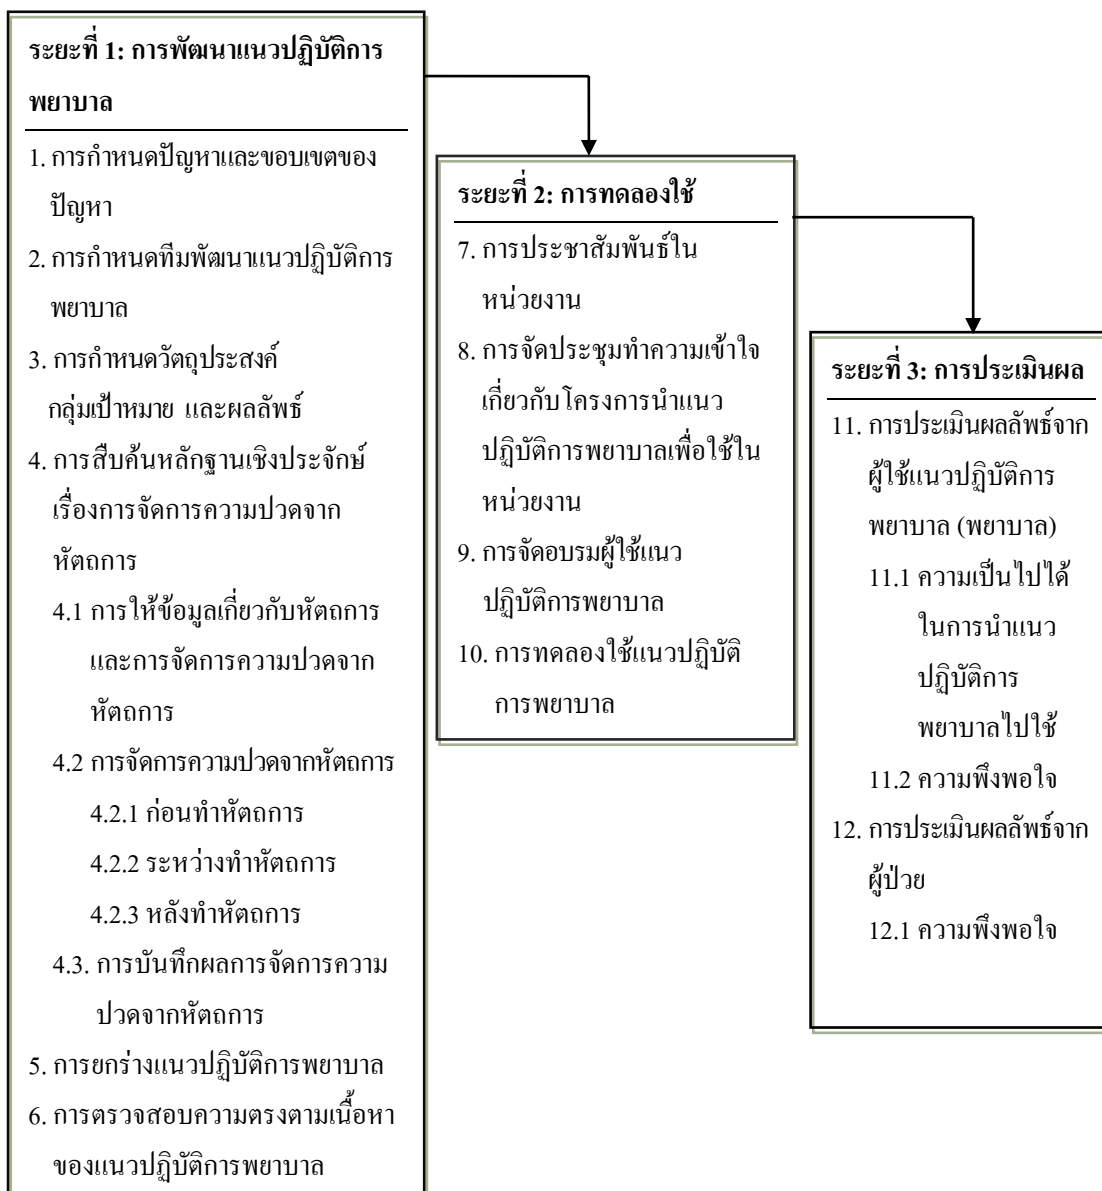 ระยะที่ 1: การพัฒนาแนวปฏิบัติการ
พยาบาล
1. การกำหนดปัญหาและขอบเขตของ
ปัญหา
2. การกำหนดทีมพัฒนาแนวปฏิบัติการ
พยาบาล
3. การกำหนดวัตถุประสงค์
กลุ่มเป้าหมาย และผลลัพธ์
4. การสืบค้นหลักฐานเชิงประจักษ์
เรื่องการจัดการความปวดจาก
หัตถการ
4.1 การให้ข้อมูลเกี่ยวกับหัตถการ
และการจัดการความปวดจาก
หัตถการ
4.2 การจัดการความปวดจากหัตถการ
4.2.1 ก่อนทำหัตถการ
4.2.2 ระหว่างทำหัตถการ
4.2.3 หลังทำหัตถการ
4.3. การบันทึกผลการจัดการความ
ปวดจากหัตถการ
5. การยกร่างแนวปฏิบัติการพยาบาล
6. การตรวจสอบความตรงตามเนื้อหา
ของแนวปฏิบัติการพยาบาล
ระยะที่ 2: การทดลองใช้
7. การประชาสัมพันธ์ใน
หน่วยงาน
8. การจัดประชุมทำความเข้าใจ
เกี่ยวกับโครงการนำแนว
ปฏิบัติการพยาบาลเพื่อใช้ใน
หน่วยงาน
9. การจัดอบรมผู้ใช้แนว
ปฏิบัติการพยาบาล
10. การทดลองใช้แนวปฏิบัติ
การพยาบาล
ระยะที่ 3: การประเมินผล
11. การประเมินผลลัพธ์จาก
ผู้ใช้แนวปฏิบัติการ
พยาบาล (พยาบาล)
11.1 ความเป็นไปได้
ในการนำแนว
ปฏิบัติการ
พยาบาลไปใช้
11.2 ความพึงพอใจ
12. การประเมินผลลัพธ์จาก
ผู้ป่วย
12.1 ความพึงพอใจ